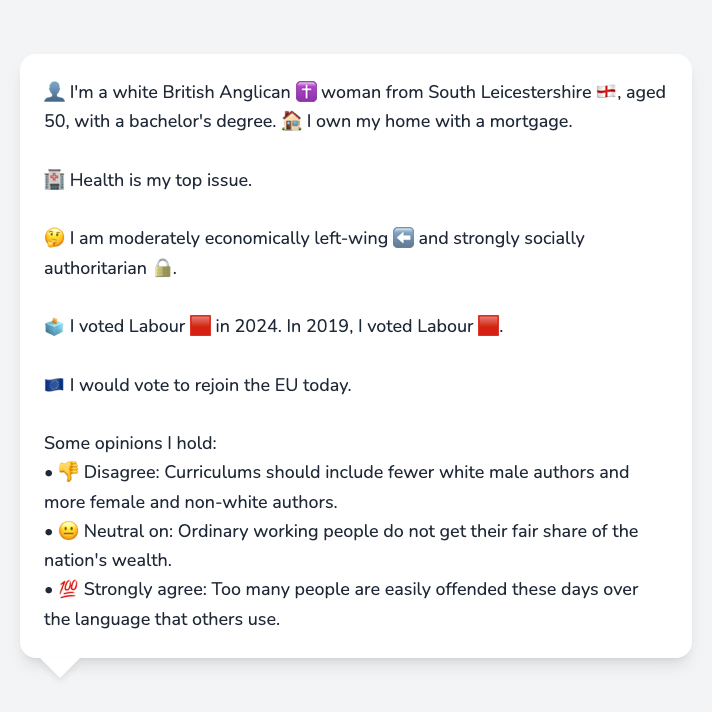 👤 I'm a white British Anglican ✝️ woman from South Leicestershire 🏴󠁧󠁢󠁥󠁮󠁧󠁿, aged
50, with a bachelor's degree. 🏠 I own my home with a mortgage.
🏥 Health is my top issue.
🤔 I am moderately economically left-wing ⬅️ and strongly socially
authoritarian 🔒.
🗳️ I voted Labour 🟥 in 2024. In 2019, I voted Labour 🟥.
🇪🇺 I would vote to rejoin the EU today.
Some opinions I hold:
• 👎 Disagree: Curriculums should include fewer white male authors and
more female and non-white authors.
• 😐 Neutral on: Ordinary working people do not get their fair share of the
nation's wealth.
• 💯 Strongly agree: Too many people are easily offended these days over
the language that others use.